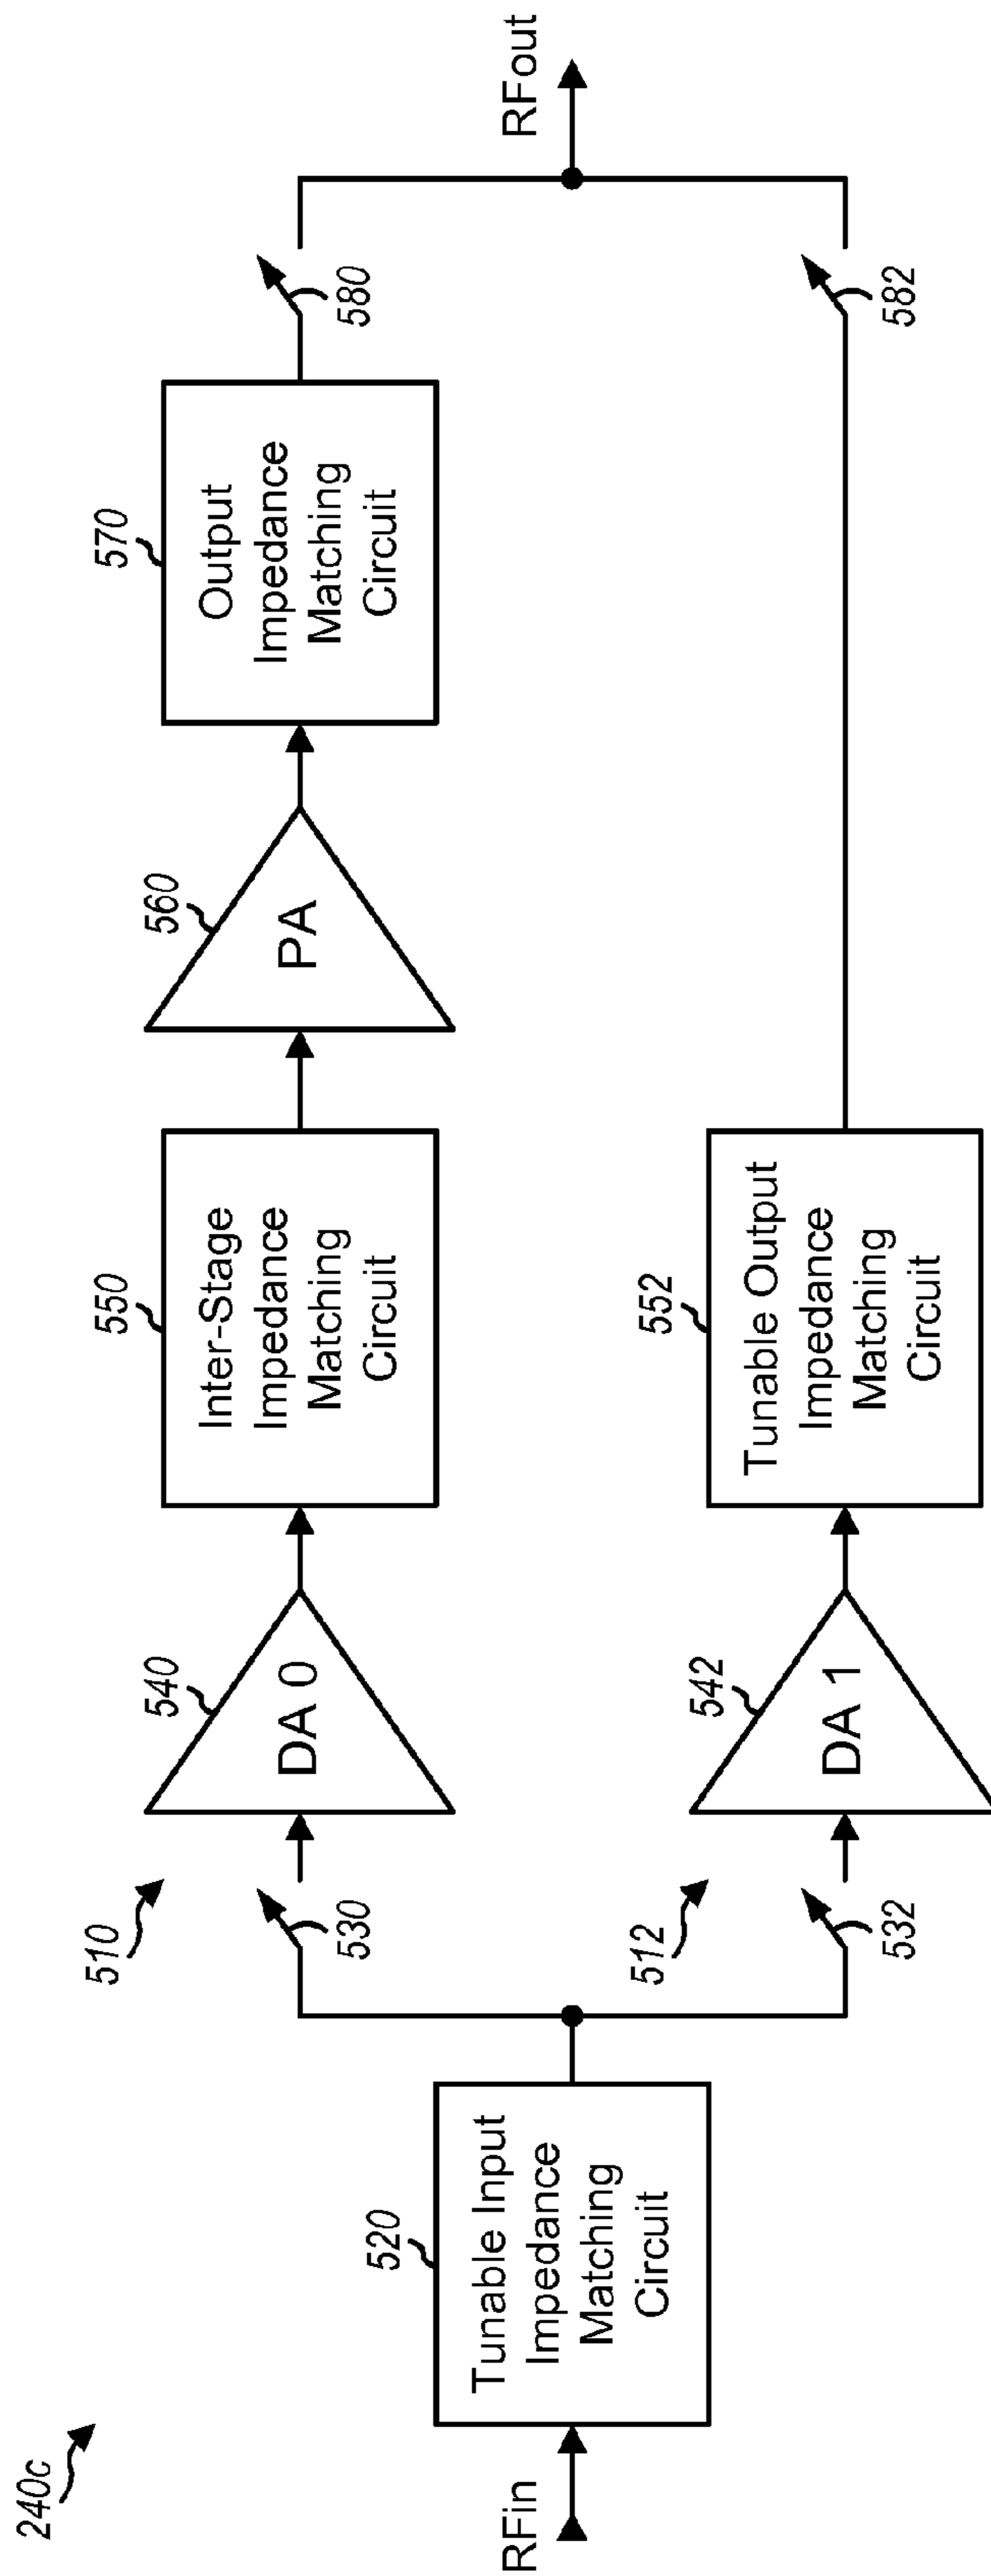 240c
RFin
520
Tunable Input
Impedance
Matching
Circuit
510
530
540
DA 0
550
Inter-Stage
Impedance
Matching
Circuit
560
PA
570
Output
Impedance
Matching
Circuit
580
RFout
512
532
542
DA 1
552
Tunable Output
Impedance
Matching
Circuit
582